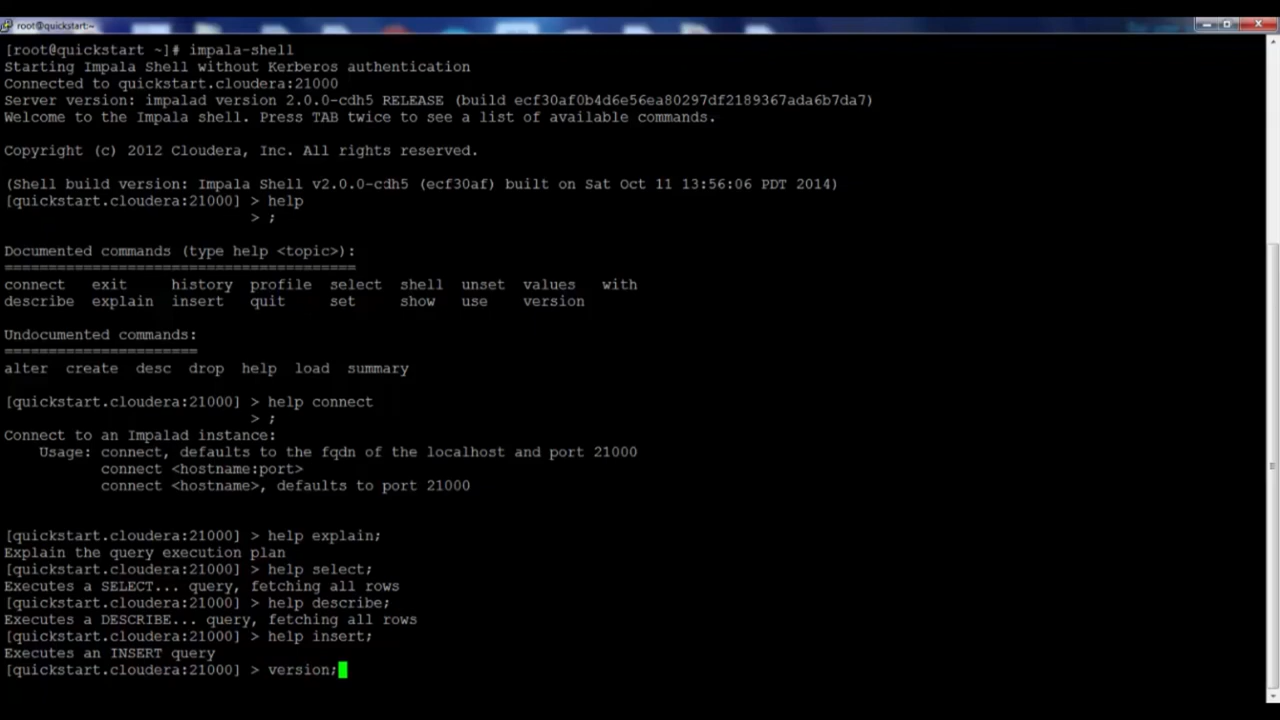 root@quickstart:~
[root@quickstart ~]# impala-shell
Starting Impala Shell without Kerberos authentication
Connected to quickstart.cloudera:21000
Server version: impalad version 2.0.0-cdh5 RELEASE (build ecf30af0b4d6e56ea80297df2189367ada6b7da7)
Welcome to the Impala shell. Press TAB twice to see a list of available commands.
Copyright (c) 2012 Cloudera, Inc. All rights reserved.
(Shell build version: Impala Shell v2.0.0-cdh5 (ecf30af) built on Sat Oct 11 13:56:06 PDT 2014)
[quickstart.cloudera:21000] > help
> ;
Documented commands (type help <topic>):
========================================
connect exit history profile select shell unset values with
describe explain insert quit set show use version
Undocumented commands:
======================
alter create desc drop help load summary
[quickstart.cloudera:21000] > help connect
> ;
Connect to an Impalad instance:
Usage: connect, defaults to the fqdn of the localhost and port 21000
connect <hostname:port>
connect <hostname>, defaults to port 21000
[quickstart.cloudera:21000] > help explain;
Explain the query execution plan
[quickstart.cloudera:21000] > help select;
Executes a SELECT... query, fetching all rows
[quickstart.cloudera:21000] > help describe;
Executes a DESCRIBE... query, fetching all rows
[quickstart.cloudera:21000] > help insert;
Executes an INSERT query
[quickstart.cloudera:21000] > version;